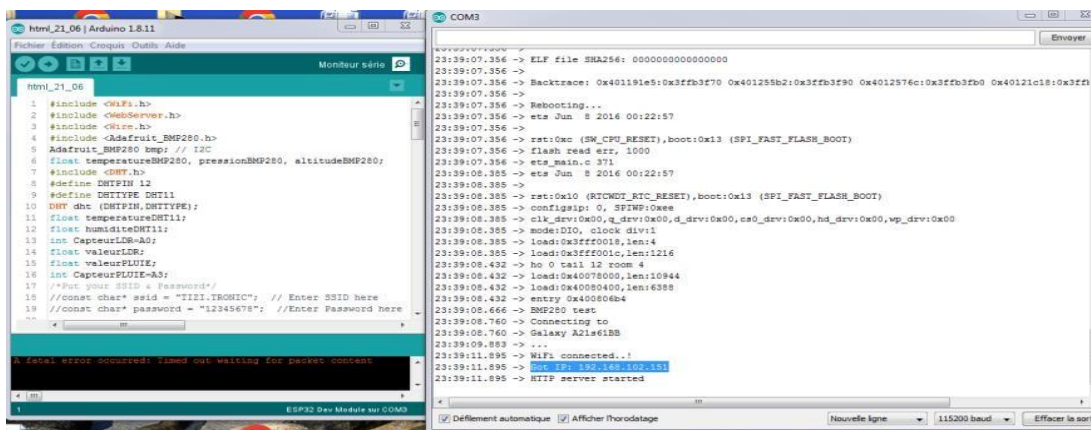 html_21_06 | Arduino 1.8.11
Fichier Édition Croquis Outils Aide
Moniteur série
html_21_06
1 #include <WiFi.h>
2 #include <WebServer.h>
3 #include <Wire.h>
4 #include <Adafruit_BMP280.h>
5 Adafruit_BMP280 bmp; // I2C
6 float temperatureBMP280, pressionBMP280, altitudeBMP280;
7 #include <DHT.h>
8 #define DHTPIN 12
9 #define DHTTYPE DHT11
10 DHT dht (DHTPIN,DHTTYPE);
11 float temperatureDHT11;
12 float humiditeDHT11;
13 int CapteurLDR=A0;
14 float valeurLDR;
15 float valeurPLUIE;
16 int CapteurPLUIE=A3;
17 /*Put your SSID & Password*/
18 //const char* ssid = "TIZI.TRONIC"; // Enter SSID here
19 //const char* password = "12345678"; //Enter Password here
A fatal error occurred: Timed out waiting for packet content
1
ESP32 Dev Module sur COM3
COM3
Envoyer
23:39:07.356 -> ELF file SHA256: 0000000000000000
23:39:07.356 ->
23:39:07.356 -> Backtrace: 0x401191e5:0x3ffb3f70 0x401255b2:0x3ffb3f90 0x4012576c:0x3ffb3fb0 0x40121c18:0x3ffb
23:39:07.356 ->
23:39:07.356 -> Rebooting...
23:39:07.356 -> ets Jun 8 2016 00:22:57
23:39:07.356 ->
23:39:07.356 -> rst:0xc (SW_CPU_RESET),boot:0x13 (SPI_FAST_FLASH_BOOT)
23:39:07.356 -> flash read err, 1000
23:39:07.356 -> ets_main.c 371
23:39:08.385 -> ets Jun 8 2016 00:22:57
23:39:08.385 ->
23:39:08.385 -> rst:0x10 (RTCWDT_RTC_RESET),boot:0x13 (SPI_FAST_FLASH_BOOT)
23:39:08.385 -> configsip: 0, SPIWP:0xee
23:39:08.385 -> clk_drv:0x00,q_drv:0x00,d_drv:0x00,cs0_drv:0x00,hd_drv:0x00,wp_drv:0x00
23:39:08.385 -> mode:DIO, clock div:1
23:39:08.385 -> load:0x3fff0018,len:4
23:39:08.385 -> load:0x3fff001c,len:1216
23:39:08.432 -> ho 0 tail 12 room 4
23:39:08.432 -> load:0x40078000,len:10944
23:39:08.432 -> load:0x40080400,len:6388
23:39:08.432 -> entry 0x400806b4
23:39:08.666 -> BMP280 test
23:39:08.760 -> Connecting to
23:39:08.760 -> Galaxy A21s61BB
23:39:09.883 -> ...
23:39:11.895 -> WiFi connected..!
23:39:11.895 -> Got IP: 192.168.102.151
23:39:11.895 -> HTTP server started
Défilement automatique Afficher l'horodatage
Nouvelle ligne
115200 baud
Effacer la sort